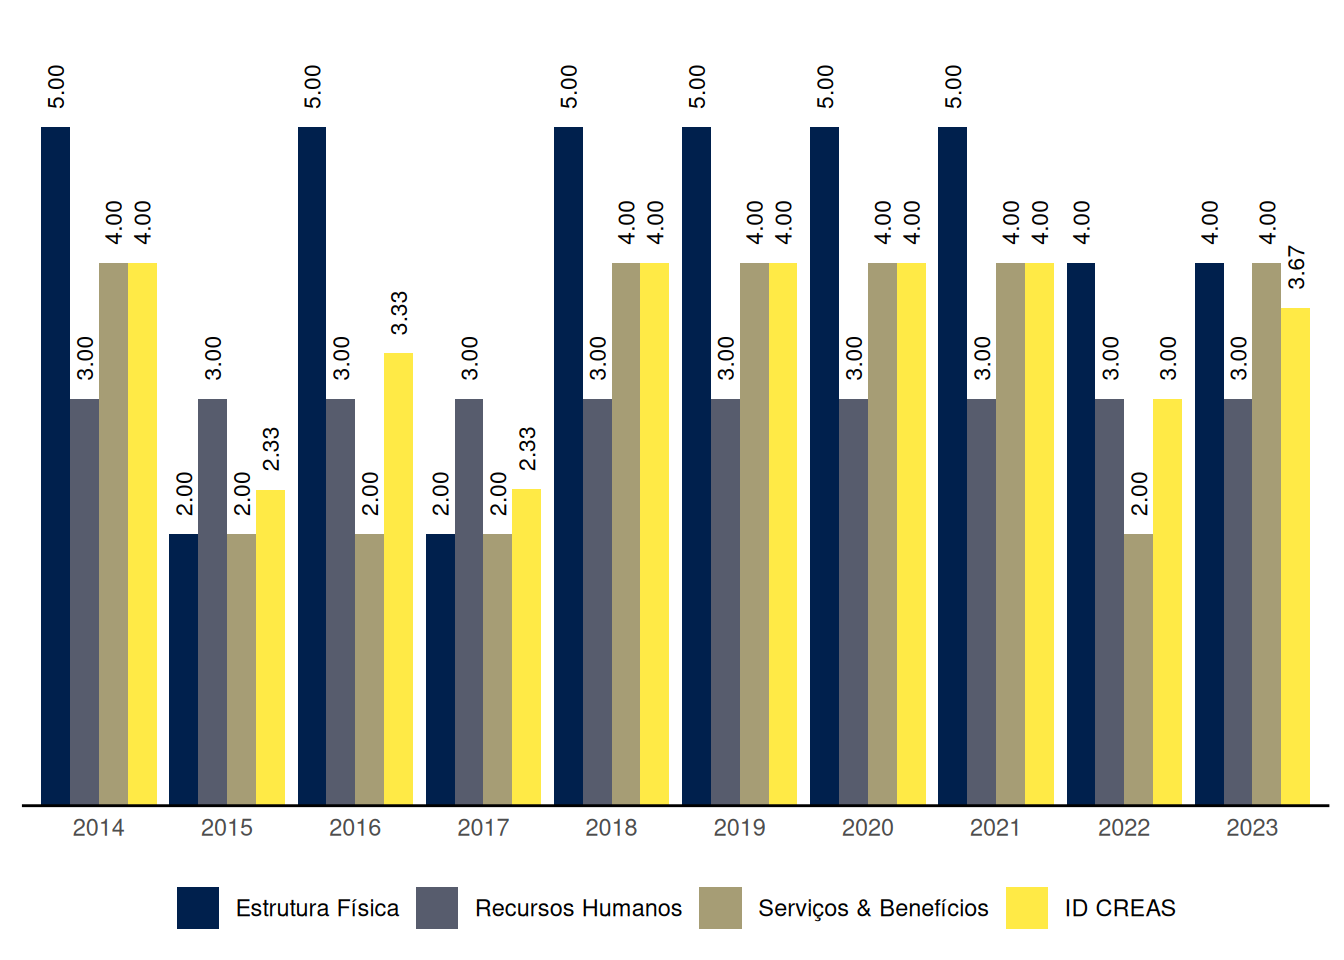 5.00 3.00 4.00 4.00 2.00 3.00 2.00 2.33 5.00 3.00 2.00 3.33 2.00 3.00 2.00 2.33 5.00 3.00 4.00 4.00 5.00 3.00 4.00 4.00 5.00 3.00 4.00 4.00 5.00 3.00 4.00 4.00 4.00 3.00 2.00 3.00 4.00 3.00 4.00 3.67
2014 2015 2016 2017 2018 2019 2020 2021 2022 2023
Estrutura Física Recursos Humanos Serviços & Benefícios ID CREAS